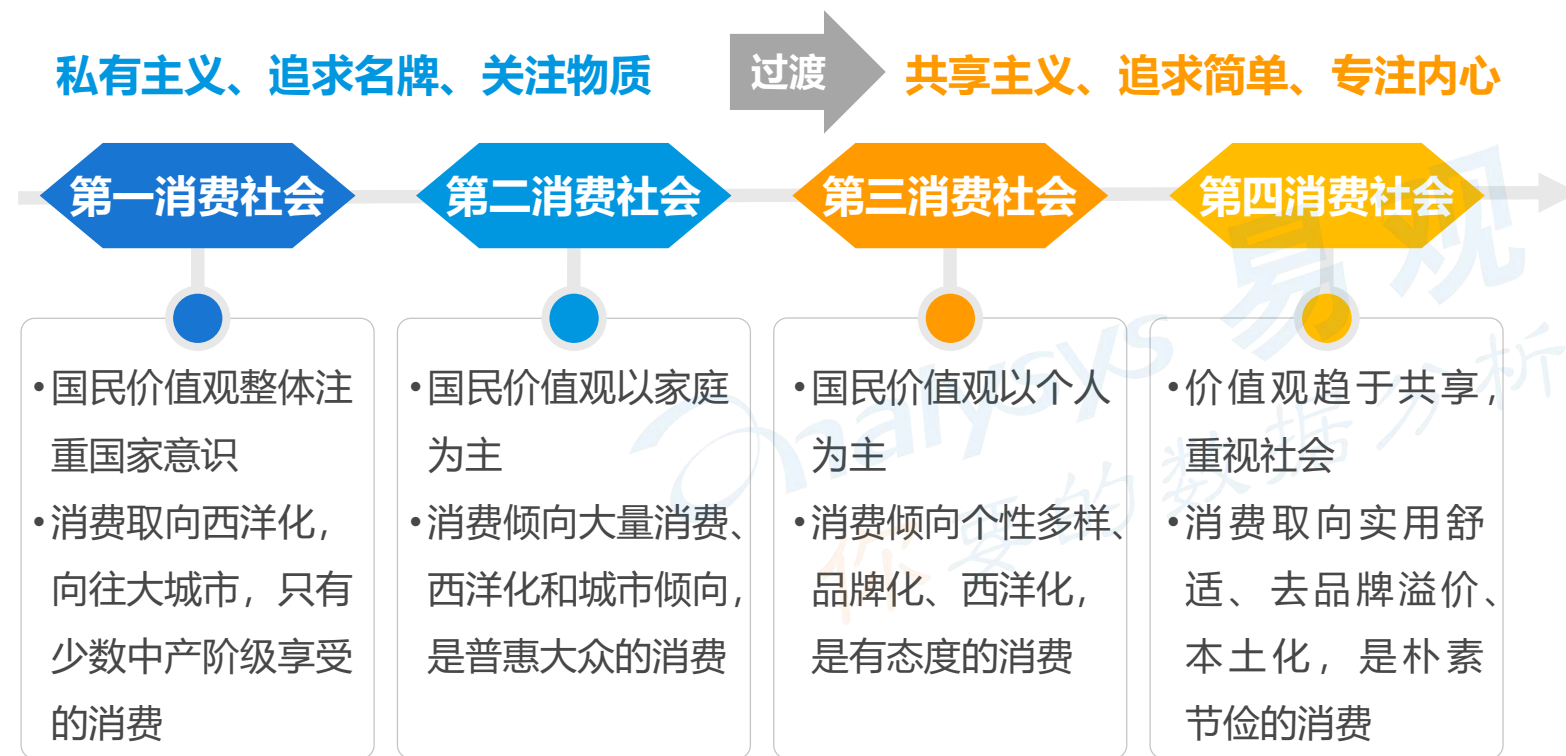 私有主义、追求名牌、关注物质
过渡
共享主义、追求简单、专注内心
第一消费社会
第二消费社会
第三消费社会
第四消费社会
•国民价值观整体注
重国家意识
•消费取向西洋化，
向往大城市，只有
少数中产阶级享受
的消费
•国民价值观以家庭
为主
•消费倾向大量消费、
西洋化和城市倾向，
是普惠大众的消费
•国民价值观以个人
为主
•消费倾向个性多样、
品牌化、西洋化，
是有态度的消费
•价值观趋于共享，
重视社会
•消费取向实用舒
适、去品牌溢价、
本土化，是朴素
节俭的消费
analysys 易观
你要的数据分析